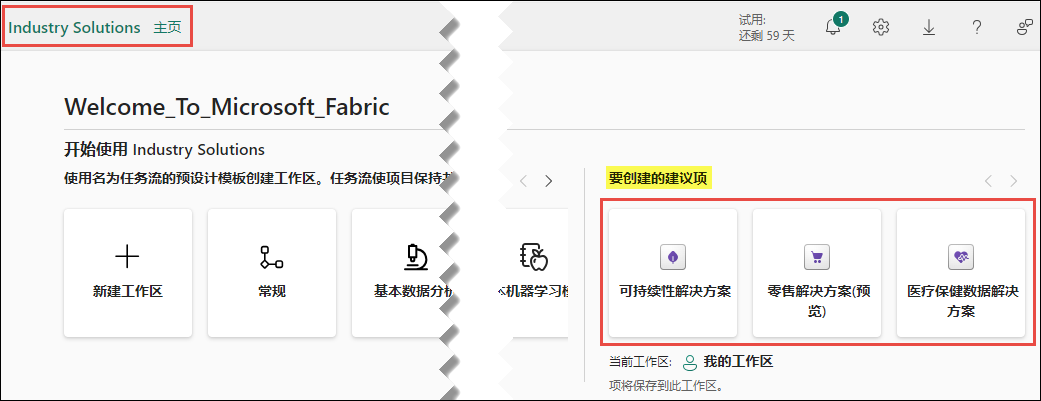 Industry Solutions 主页
试用:
还剩 59 天
1
Welcome_To_Microsoft_Fabric
开始使用 Industry Solutions
使用名为任务流的预设计模板创建工作区。任务流使项目保持
新建工作区
常规
基本数据分析
机器学习
要创建的建议项
可持续性解决方案
零售解决方案(预
览)
医疗保健数据解决
方案
当前工作区: 我的工作区
项将保存到此工作区。